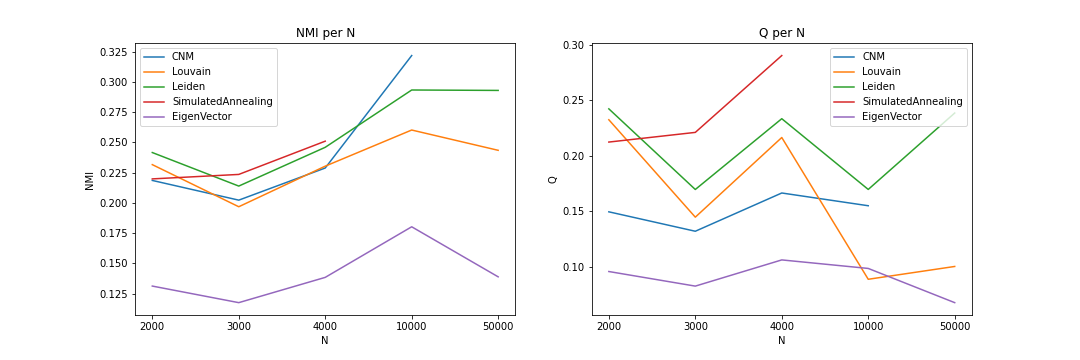 NMI per N
0.325
0.300
0.275
0.250
0.225
0.200
0.175
0.150
0.125
NMI
2000 3000 4000 10000 50000
N
CNM
Louvain
Leiden
SimulatedAnnealing
EigenVector
Q per N
0.30
0.25
0.20
0.15
0.10
Q
2000 3000 4000 10000 50000
N
CNM
Louvain
Leiden
SimulatedAnnealing
EigenVector